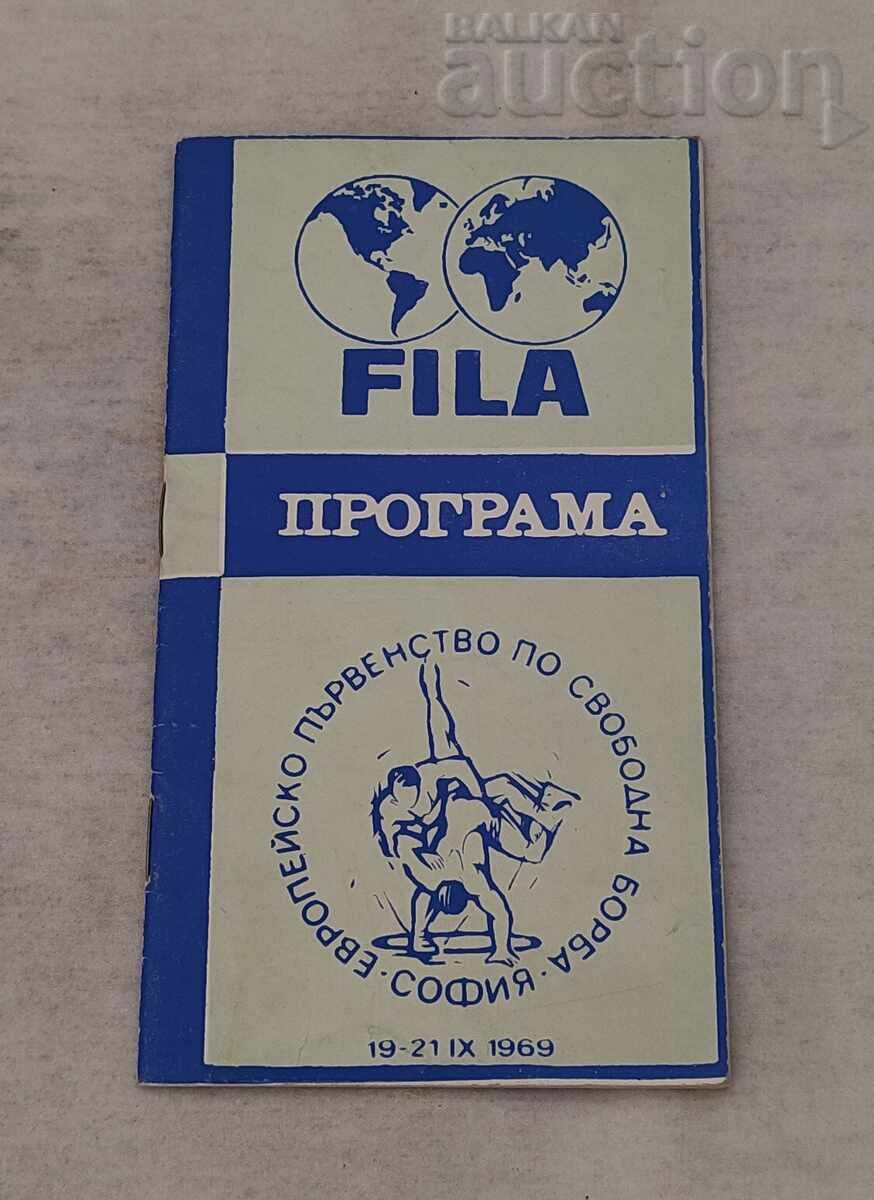 BALKAN
auction
FILA
ПРОГРАМА
ЕВРОПЕЙСКО ПЪРВЕНСТВО ПО СВОБОДНА БОРБА · СОФИЯ ·
19-21 IX 1969